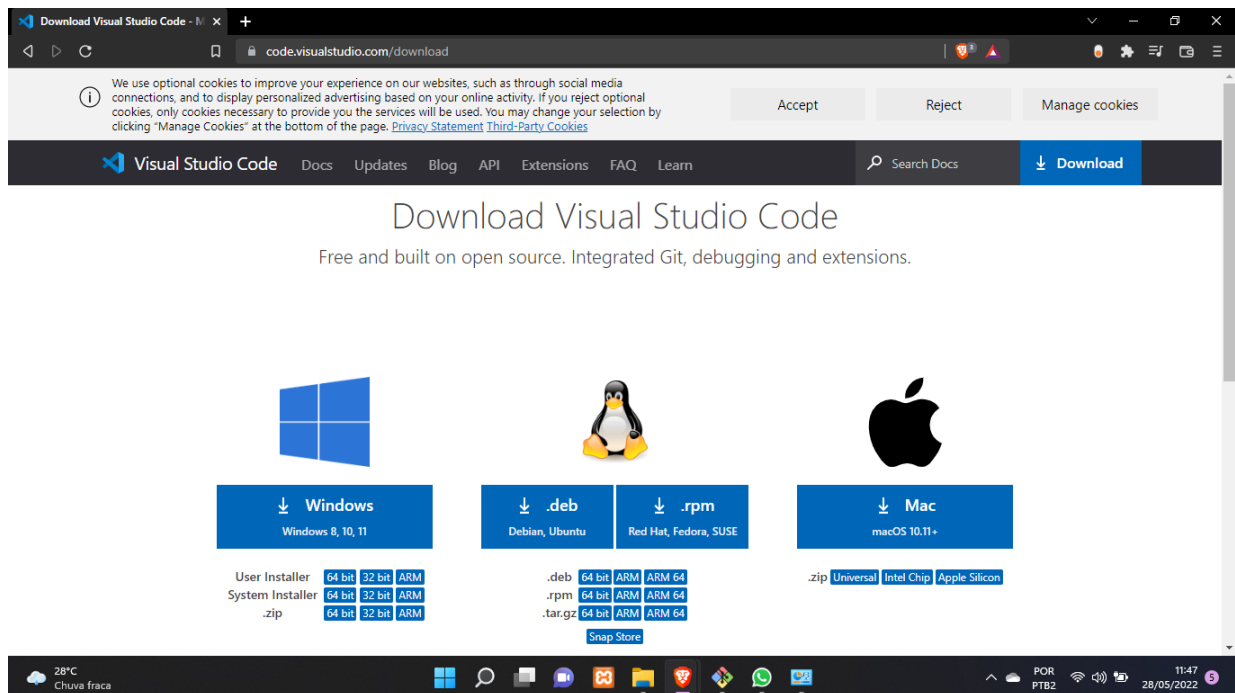 Download Visual Studio Code - M
code.visualstudio.com/download
3
We use optional cookies to improve your experience on our websites, such as through social media
connections, and to display personalized advertising based on your online activity. If you reject optional
cookies, only cookies necessary to provide you the services will be used. You may change your selection by
clicking "Manage Cookies" at the bottom of the page. Privacy Statement Third-Party Cookies
Accept Reject Manage cookies
Visual Studio Code Docs Updates Blog API Extensions FAQ Learn Search Docs Download
Download Visual Studio Code
Free and built on open source. Integrated Git, debugging and extensions.
Windows .deb .rpm Mac
Windows 8, 10, 11 Debian, Ubuntu Red Hat, Fedora, SUSE macOS 10.11+
User Installer 64 bit 32 bit ARM .deb 64 bit ARM ARM 64 .zip Universal Intel Chip Apple Silicon
System Installer 64 bit 32 bit ARM .rpm 64 bit ARM ARM 64
.zip 64 bit 32 bit ARM .tar.gz 64 bit ARM ARM 64
Snap Store
28°C POR 11:47
Chuva fraca PTB2 28/05/2022 5